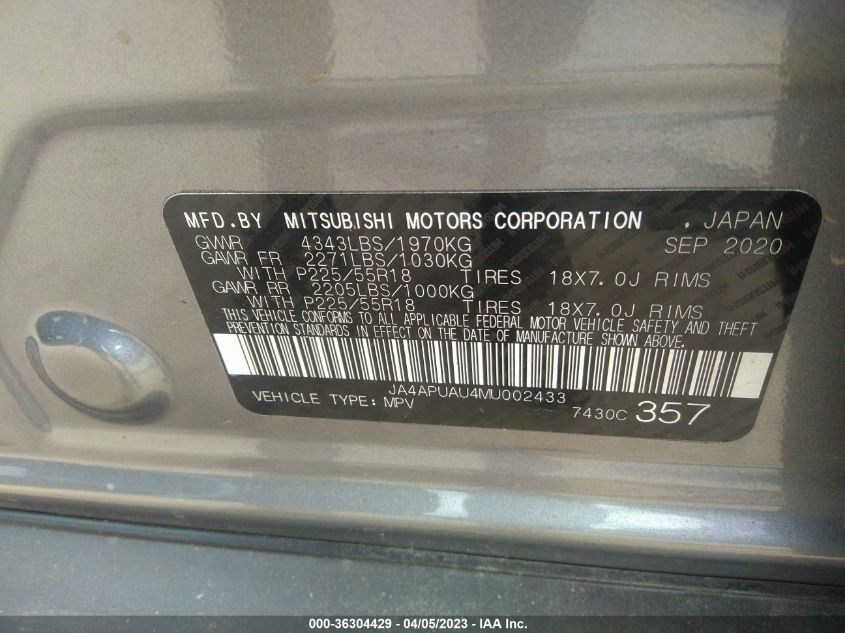 MFD.BY MITSUBISHI MOTORS CORPORATION , JAPAN
GVWR 4343LBS/1970KG SEP 2020
GAWR FR 2271LBS/1030KG
WITH P225/55R18 TIRES 18X7.0J RIMS
GAWR RR 2205LBS/1000KG
WITH P225/55R18 TIRES 18X7.0J RIMS
THIS VEHICLE CONFORMS TO ALL APPLICABLE FEDERAL MOTOR VEHICLE SAFETY AND THEFT
PREVENTION STANDARDS IN EFFECT ON THE DATE OF MANUFACTURE SHOWN ABOVE.
JA4APUAU4MU002433
VEHICLE TYPE: MPV 7430C 357
000-36304429 - 04/05/2023 - IAA Inc.